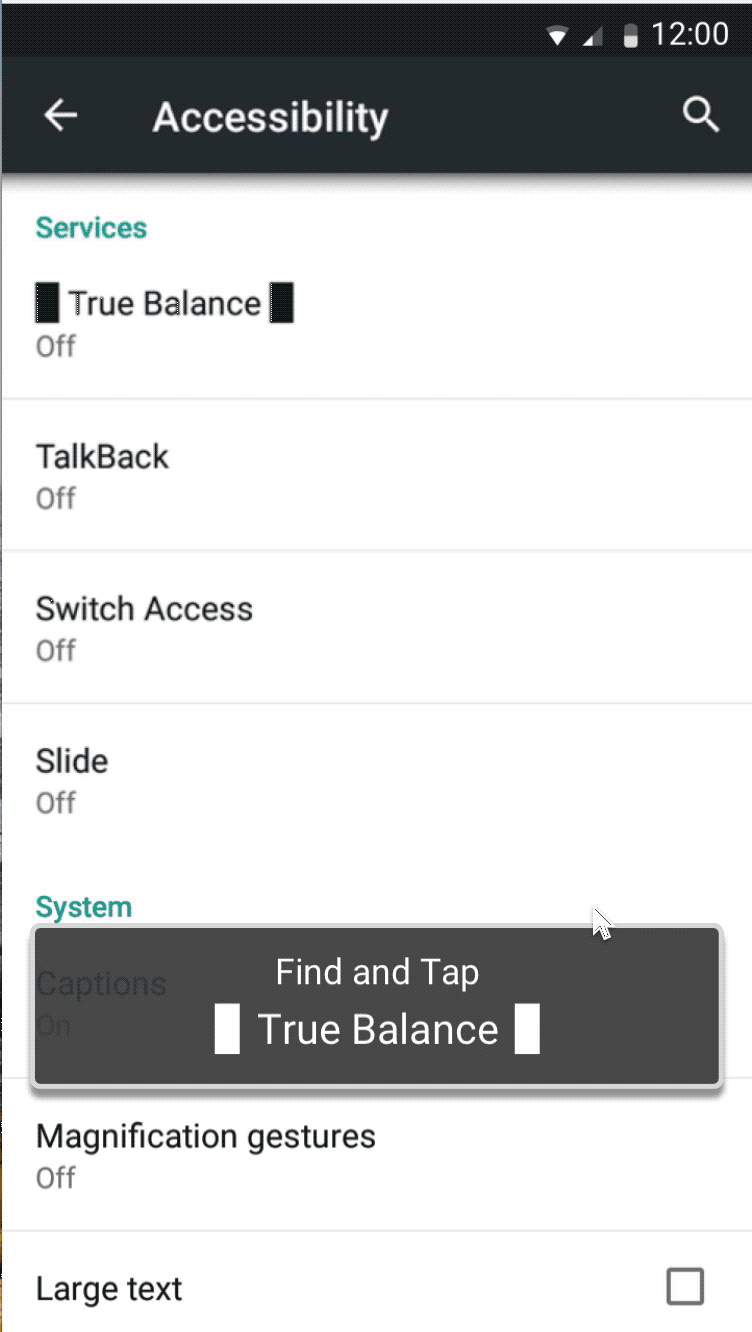 12:00
Accessibility
Services
█ True Balance █
Off
TalkBack
Off
Switch Access
Off
Slide
Off
System
Captions
On
Find and Tap
█ True Balance █
Magnification gestures
Off
Large text